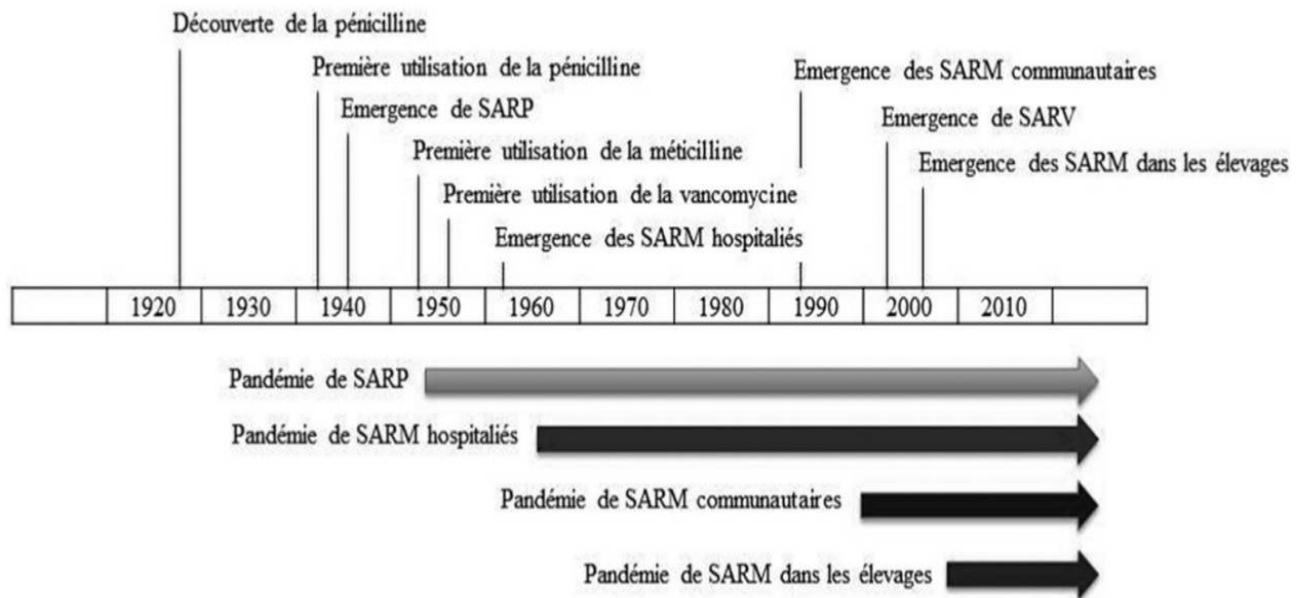 Découverte de la pénicilline
Première utilisation de la pénicilline
Emergence des SARM communautaires
Emergence de SARP
Emergence de SARV
Première utilisation de la méticilline
Emergence des SARM dans les élevages
Première utilisation de la vancomycine
Emergence des SARM hospitaliés
1920 1930 1940 1950 1960 1970 1980 1990 2000 2010
Pandémie de SARP
Pandémie de SARM hospitaliés
Pandémie de SARM communautaires
Pandémie de SARM dans les élevages